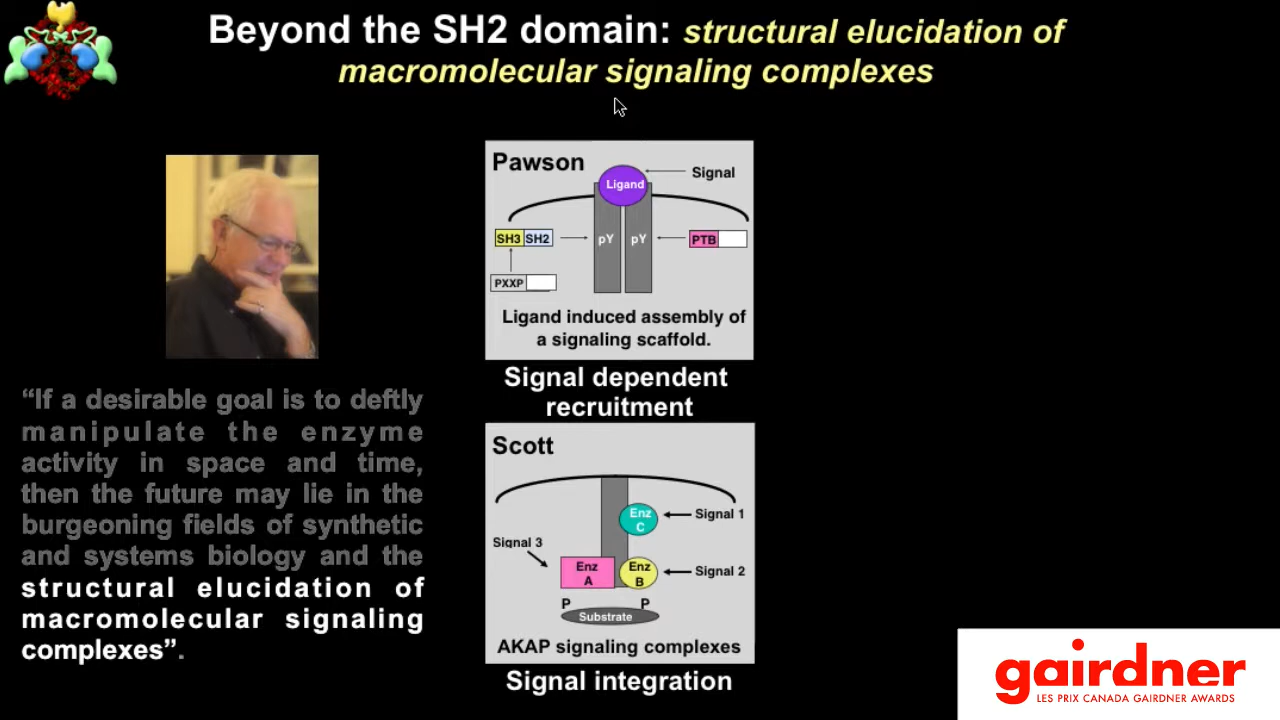 Beyond the SH2 domain: structural elucidation of
macromolecular signaling complexes
Pawson
Ligand
Signal
SH3 SH2
pY pY
PTB
PXXP
Ligand induced assembly of
a signaling scaffold.
Signal dependent
recruitment
“If a desirable goal is to deftly
manipulate the enzyme
activity in space and time,
then the future may lie in the
burgeoning fields of synthetic
and systems biology and the
structural elucidation of
macromolecular signaling
complexes”.
Scott
Enz
C
Signal 1
Signal 3
Enz
A
Enz
B
Signal 2
P P
Substrate
AKAP signaling complexes
Signal integration
gairdner
LES PRIX CANADA GAIRDNER AWARDS